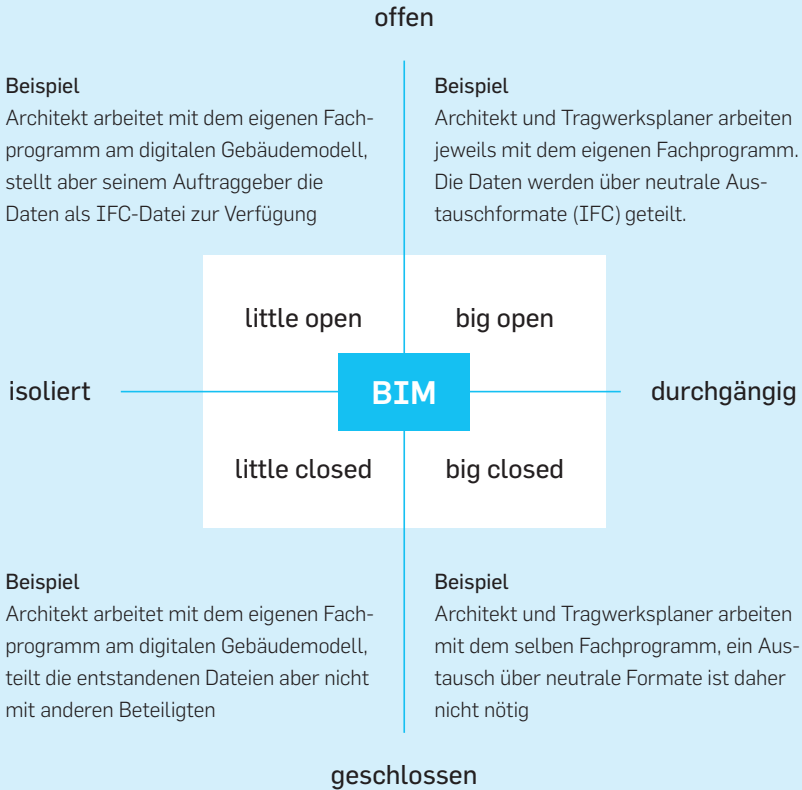 offen
Beispiel
Architekt arbeitet mit dem eigenen Fach-
programm am digitalen Gebäudemodell,
stellt aber seinem Auftraggeber die
Daten als IFC-Datei zur Verfügung
Beispiel
Architekt und Tragwerksplaner arbeiten
jeweils mit dem eigenen Fachprogramm.
Die Daten werden über neutrale Aus-
tauschformate (IFC) geteilt.
little open
big open
isoliert
BIM
durchgängig
little closed
big closed
Beispiel
Architekt arbeitet mit dem eigenen Fach-
programm am digitalen Gebäudemodell,
teilt die entstandenen Dateien aber nicht
mit anderen Beteiligten
Beispiel
Architekt und Tragwerksplaner arbeiten
mit dem selben Fachprogramm, ein Aus-
tausch über neutrale Formate ist daher
nicht nötig
geschlossen